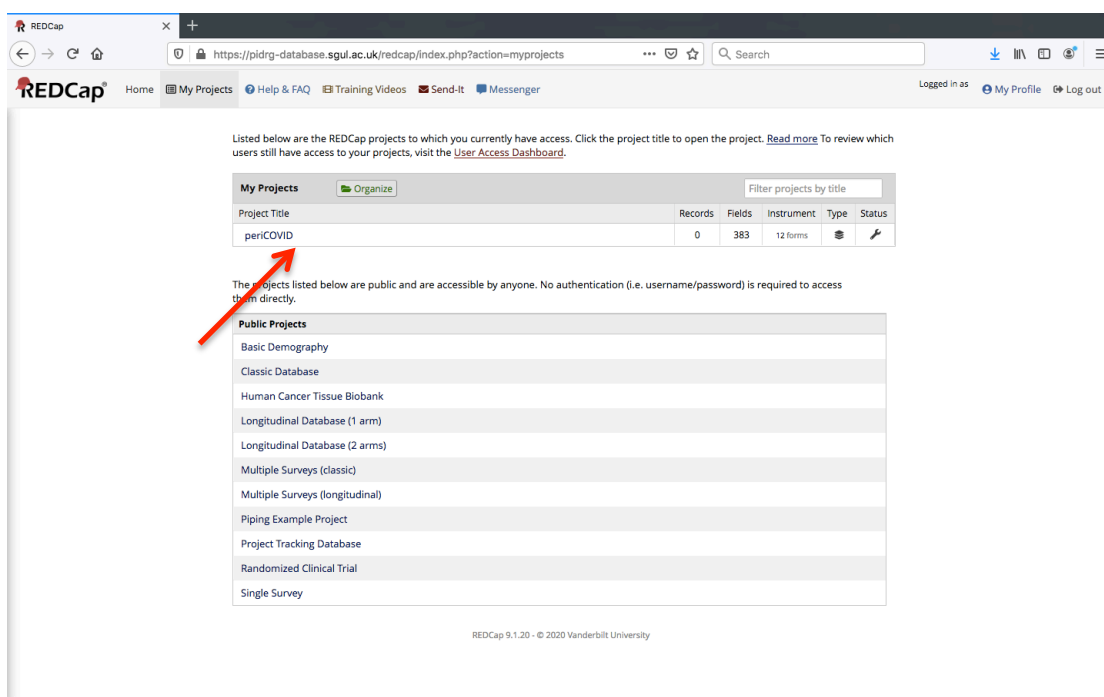 REDCap
https://pidrg-database.sgul.ac.uk/redcap/index.php?action=myprojects
Search
REDCap®
Home My Projects Help & FAQ Training Videos Send-It Messenger
Logged in as My Profile Log out
Listed below are the REDCap projects to which you currently have access. Click the project title to open the project. Read more To review which
users still have access to your projects, visit the User Access Dashboard.
My Projects Organize Filter projects by title
Project Title Records Fields Instrument Type Status
periCOVID 0 383 12 forms
The projects listed below are public and are accessible by anyone. No authentication (i.e. username/password) is required to access
them directly.
Public Projects
Basic Demography
Classic Database
Human Cancer Tissue Biobank
Longitudinal Database (1 arm)
Longitudinal Database (2 arms)
Multiple Surveys (classic)
Multiple Surveys (longitudinal)
Piping Example Project
Project Tracking Database
Randomized Clinical Trial
Single Survey
REDCap 9.1.20 - © 2020 Vanderbilt University